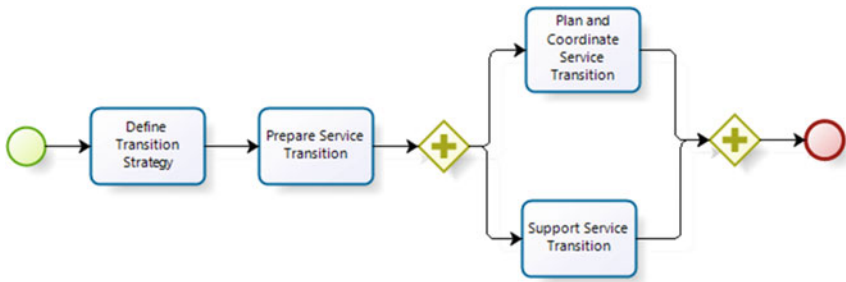 Define
Transition
Strategy
Prepare Service
Transition
Plan and
Coordinate
Service
Transition
Support Service
Transition